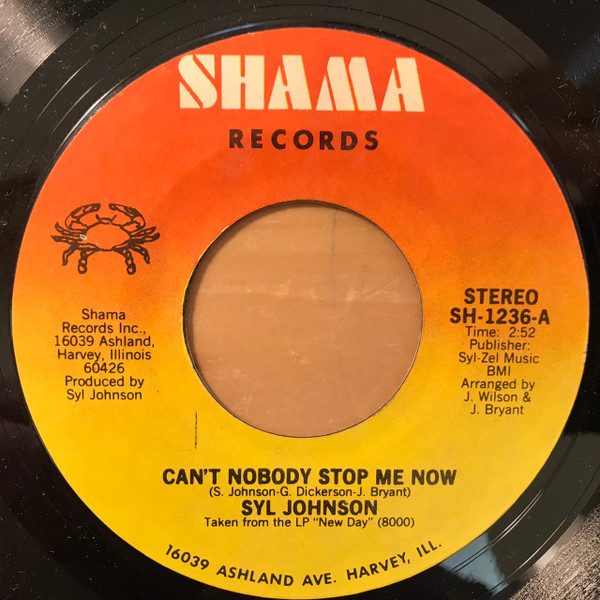 SHAMA
RECORDS
Shama
Records Inc.,
16039 Ashland,
Harvey, Illinois
60426
Produced by
Syl Johnson
STEREO
SH-1236-A
Time: 2:52
Publisher:
Syl-Zel Music
BMI
Arranged by
J. Wilson &
J. Bryant
CAN'T NOBODY STOP ME NOW
(S. Johnson-G. Dickerson-J. Bryant)
SYL JOHNSON
Taken from the LP "New Day" (8000)
16039 ASHLAND AVE. HARVEY, ILL.